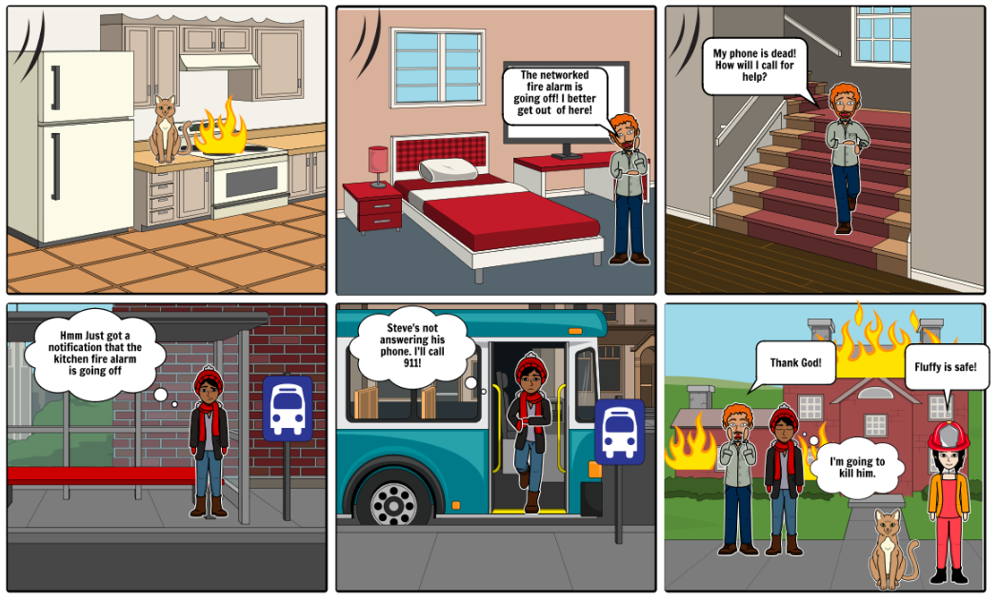 The networked
fire alarm is
going off! I better
get out of here!
My phone is dead!
How will I call for
help?
Hmm Just got a
notification that the
kitchen fire alarm
is going off
Steve's not
answering his
phone. I'll call
911!
Thank God!
Fluffy is safe!
I'm going to
kill him.